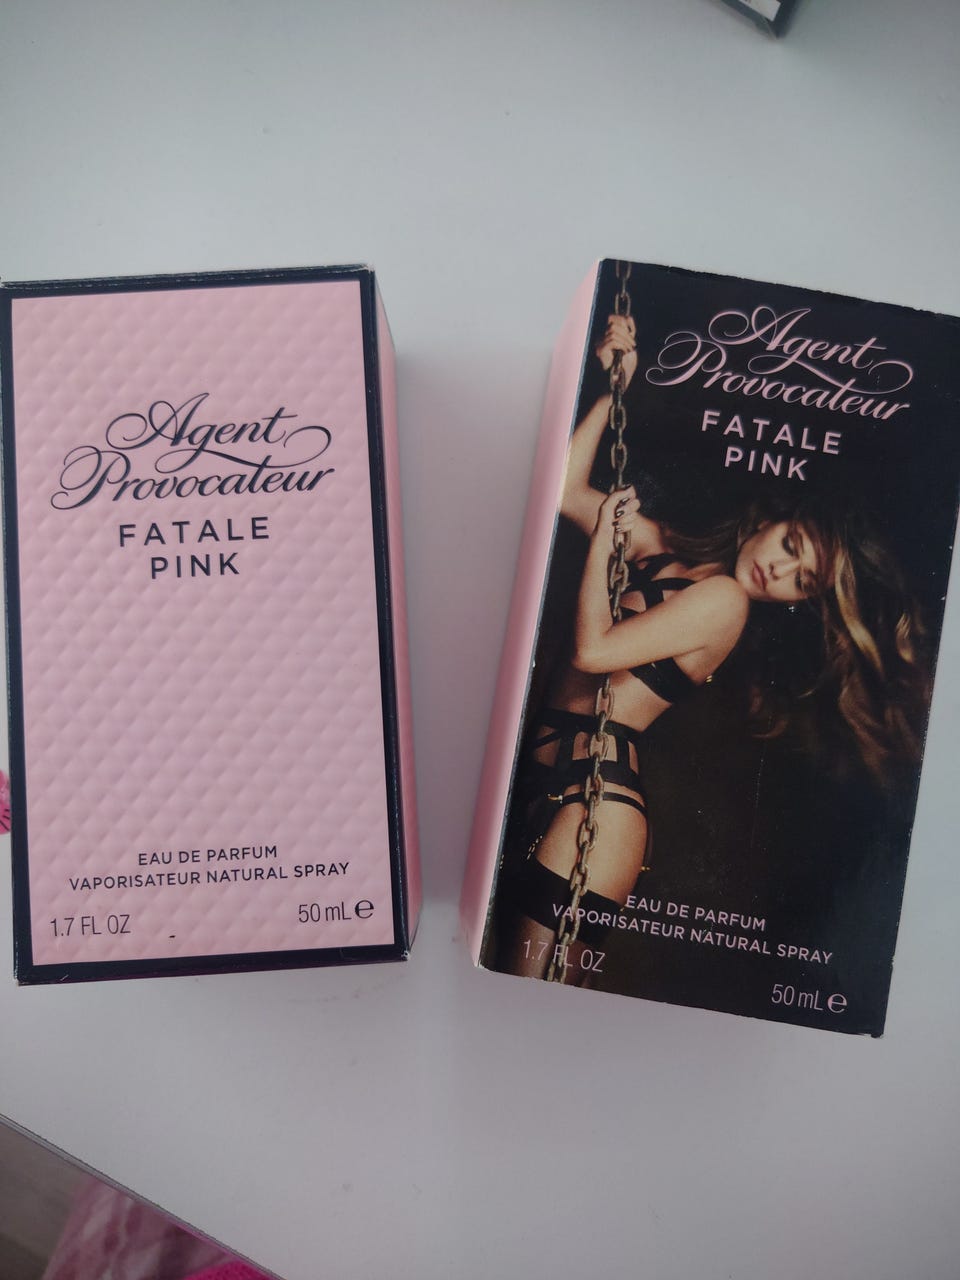 Agent
Provocateur
FATALE
PINK
EAU DE PARFUM
VAPORISATEUR NATURAL SPRAY
1.7 FL OZ
50 mL e
Agent
Provocateur
FATALE
PINK
EAU DE PARFUM
VAPORISATEUR NATURAL SPRAY
1.7 FL OZ
50 mL e